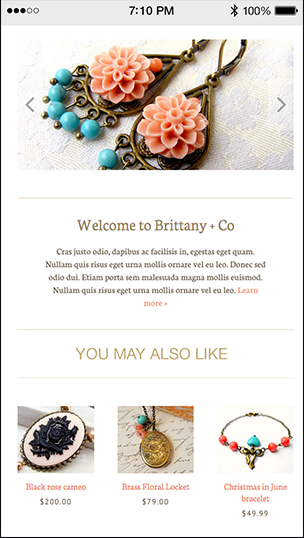 7:10 PM 100%
Welcome to Brittany + Co
Cras justo odio, dapibus ac facilisis in, egestas eget quam.
Nullam quis risus eget urna mollis ornare vel eu leo. Donec sed
odio dui. Etiam porta sem malesuada magna mollis euismod.
Nullam quis risus eget urna mollis ornare vel eu leo. Learn
more »
YOU MAY ALSO LIKE
Black rose cameo
$200.00
Brass Floral Locket
$79.00
Christmas in June
bracelet
$49.99